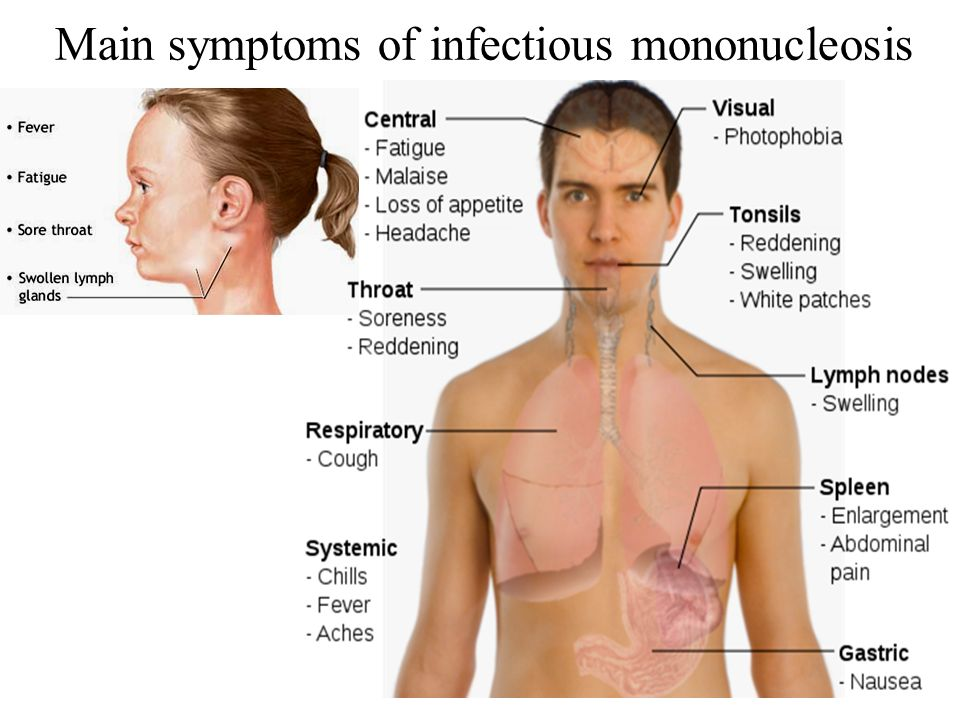 Main symptoms of infectious mononucleosis
• Fever
• Fatigue
• Sore throat
• Swollen lymph
glands
Central
- Fatigue
- Malaise
- Loss of appetite
- Headache
Throat
- Soreness
- Reddening
Respiratory
- Cough
Systemic
- Chills
- Fever
- Aches
Visual
- Photophobia
Tonsils
- Reddening
- Swelling
- White patches
Lymph nodes
- Swelling
Spleen
- Enlargement
- Abdominal
pain
Gastric
- Nausea